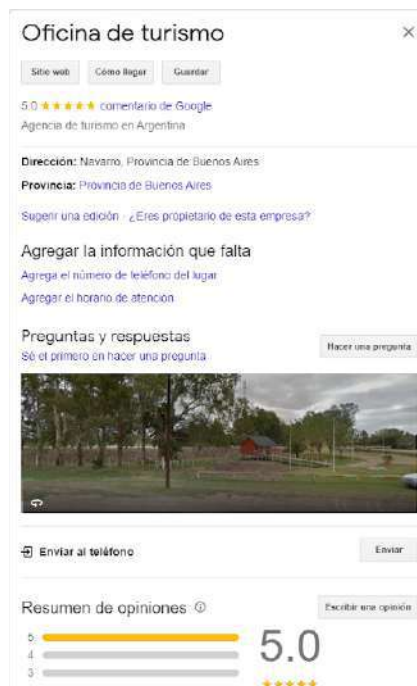 Oficina de turismo
Sitio web Cómo llegar Guardar
5.0 comentario de Google
Agencia de turismo en Argentina
Dirección: Navarro, Provincia de Buenos Aires
Provincia: Provincia de Buenos Aires
Sugerir una edición · ¿Eres propietario de esta empresa?
Agregar la información que falta
Agrega el número de teléfono del lugar
Agregar el horario de atención
Preguntas y respuestas
Hacer una pregunta
Sé el primero en hacer una pregunta
Enviar al teléfono
Enviar
Resumen de opiniones
Escribir una opinión
5
4
3
5.0